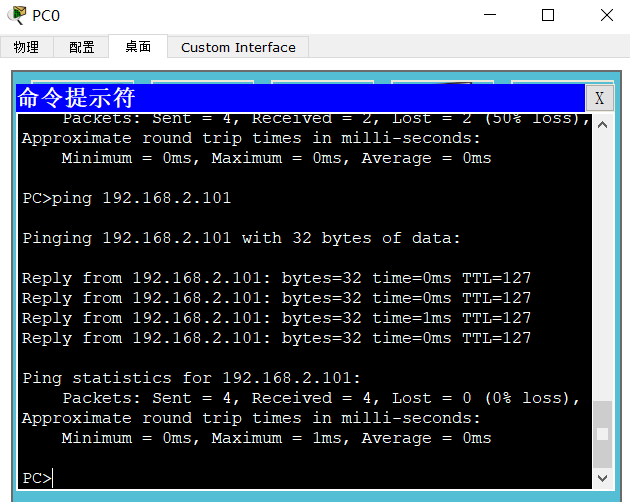 PC0
物理 配置 桌面 Custom Interface
命令提示符 X
Packets: Sent = 4, Received = 2, Lost = 2 (50% loss),
Approximate round trip times in milli-seconds:
Minimum = 0ms, Maximum = 0ms, Average = 0ms
PC>ping 192.168.2.101
Pinging 192.168.2.101 with 32 bytes of data:
Reply from 192.168.2.101: bytes=32 time=0ms TTL=127
Reply from 192.168.2.101: bytes=32 time=0ms TTL=127
Reply from 192.168.2.101: bytes=32 time=1ms TTL=127
Reply from 192.168.2.101: bytes=32 time=0ms TTL=127
Ping statistics for 192.168.2.101:
Packets: Sent = 4, Received = 4, Lost = 0 (0% loss),
Approximate round trip times in milli-seconds:
Minimum = 0ms, Maximum = 1ms, Average = 0ms
PC>